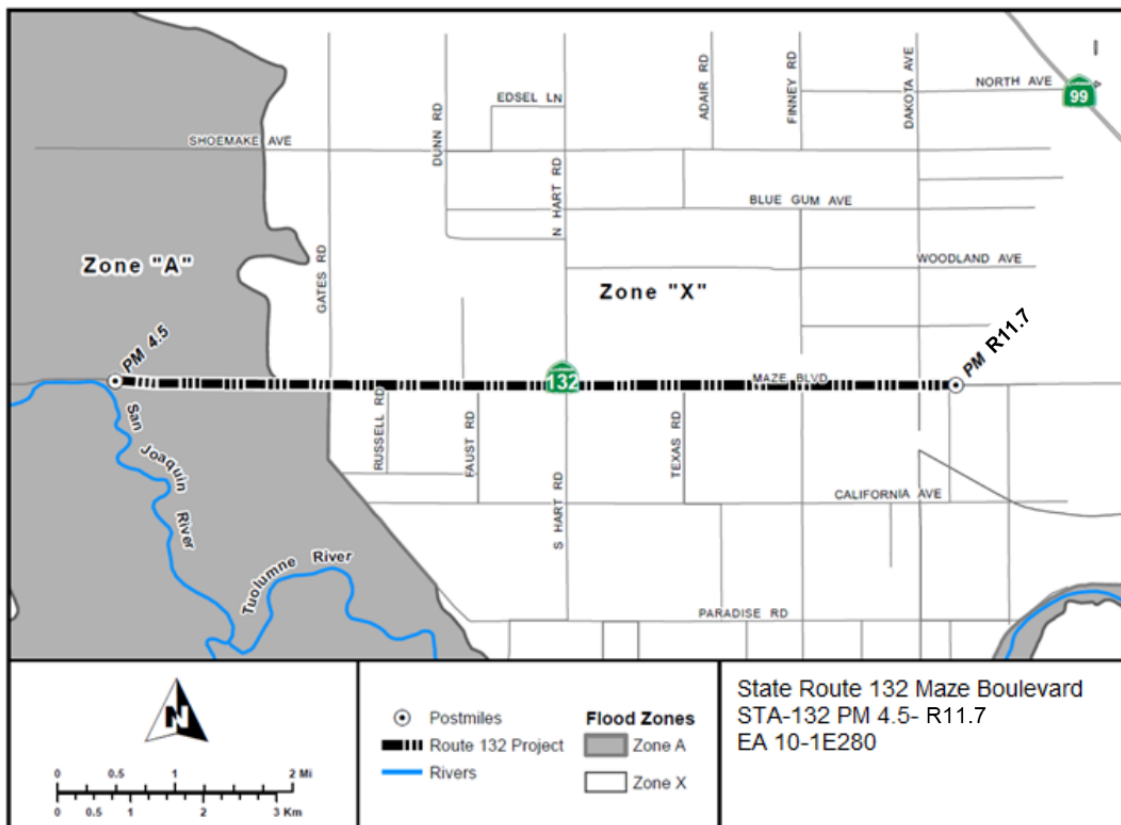 NORTH AVE
99
EDSEL LN
ADAIR RD
FINNEY RD
DAKOTA AVE
DUNN RD
SHOEMAKE AVE
N HART RD
BLUE GUM AVE
GATES RD
WOODLAND AVE
Zone "A"
Zone "X"
PM 4.5
PM R11.7
132
MAZE BLVD
San Joaquin River
RUSSELL RD
FAUST RD
TEXAS RD
CALIFORNIA AVE
S HART RD
Tuolumne River
PARADISE RD
N
0 0.5 1 2 Mi
0 0.5 1 2 3 Km
Postmiles
Route 132 Project
Rivers
Flood Zones
Zone A
Zone X
State Route 132 Maze Boulevard
STA-132 PM 4.5- R11.7
EA 10-1E280